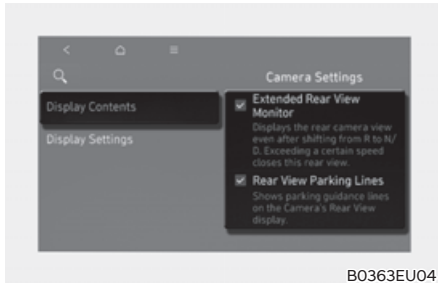 Camera Settings
Display Contents
Display Settings
Extended Rear View
Monitor
Displays the rear camera view
even after shifting from R to N/
D. Exceeding a certain speed
closes this rear view.
Rear View Parking Lines
Shows parking guidance lines
on the Camera's Rear View
display.
B0363EU04